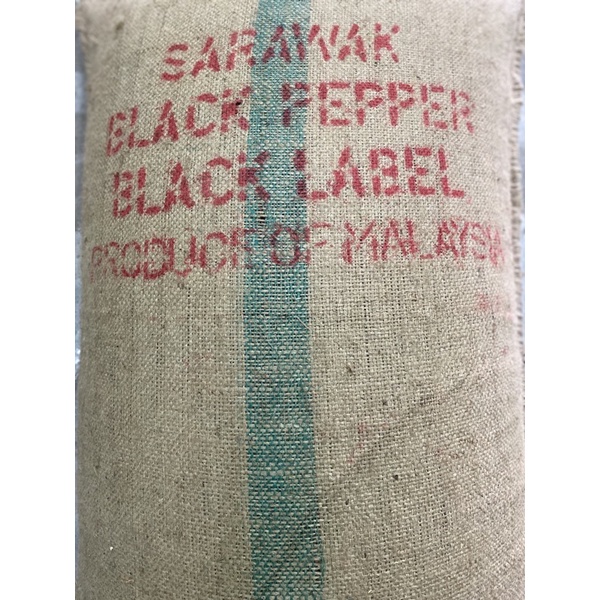 SARAWAK
BLACK PEPPER
BLACK LABEL
PRODUCE OF MALAYSIA